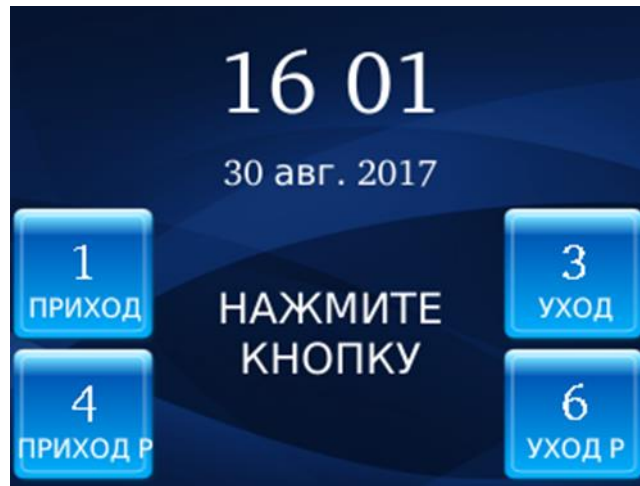 16 01
30 авг. 2017
1
ПРИХОД
НАЖМИТЕ
КНОПКУ
3
УХОД
4
ПРИХОД Р
6
УХОД Р